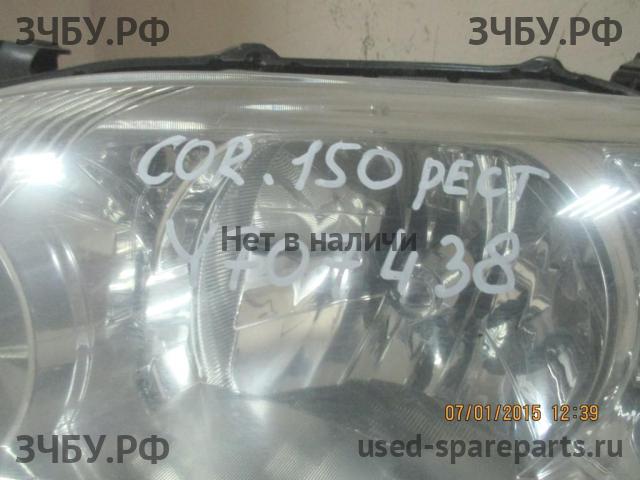 ЗЧБУ.РФ ЗЧБУ.РФ
COR. 150 РЕСТ
Нет в наличии
438
07/01/2015 12:39
ЗЧБУ.РФ used-spareparts.ru